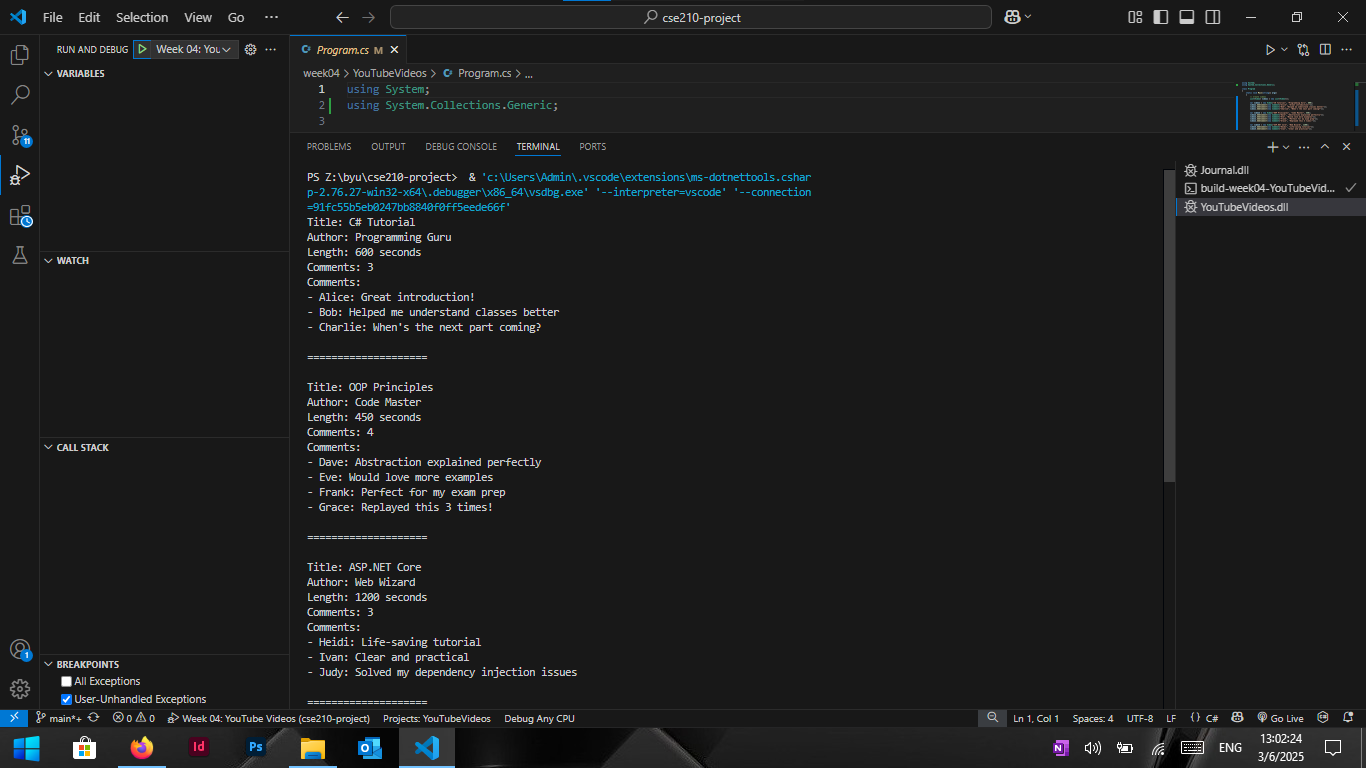 File Edit Selection View Go ··· cse210-project
RUN AND DEBUG Week 04: You ···
VARIABLES
WATCH
CALL STACK
BREAKPOINTS
All Exceptions
User-Unhandled Exceptions
11
1
Program.cs M
week04 > YouTubeVideos > Program.cs > ...
1 using System;
2 using System.Collections.Generic;
3
PROBLEMS OUTPUT DEBUG CONSOLE TERMINAL PORTS
PS Z:\byu\cse210-project> & 'c:\Users\Admin\.vscode\extensions\ms-dotnettools.cshar
p-2.76.27-win32-x64\.debugger\x86_64\vsdbg.exe' '--interpreter=vscode' '--connection
=91fc55b5eb0247bb8840f0ff5eede66f'
Title: C# Tutorial
Author: Programming Guru
Length: 600 seconds
Comments: 3
Comments:
- Alice: Great introduction!
- Bob: Helped me understand classes better
- Charlie: When's the next part coming?
=====================
Title: OOP Principles
Author: Code Master
Length: 450 seconds
Comments: 4
Comments:
- Dave: Abstraction explained perfectly
- Eve: Would love more examples
- Frank: Perfect for my exam prep
- Grace: Replayed this 3 times!
=====================
Title: ASP.NET Core
Author: Web Wizard
Length: 1200 seconds
Comments: 3
Comments:
- Heidi: Life-saving tutorial
- Ivan: Clear and practical
- Judy: Solved my dependency injection issues
=====================
Journal.dll
build-week04-YouTubeVid...
YouTubeVideos.dll
main*+ 0 0 Week 04: YouTube Videos (cse210-project) Projects: YouTubeVideos Debug Any CPU Ln 1, Col 1 Spaces: 4 UTF-8 LF {} C# Go Live
Id Ps N ENG 13:02:24
3/6/2025